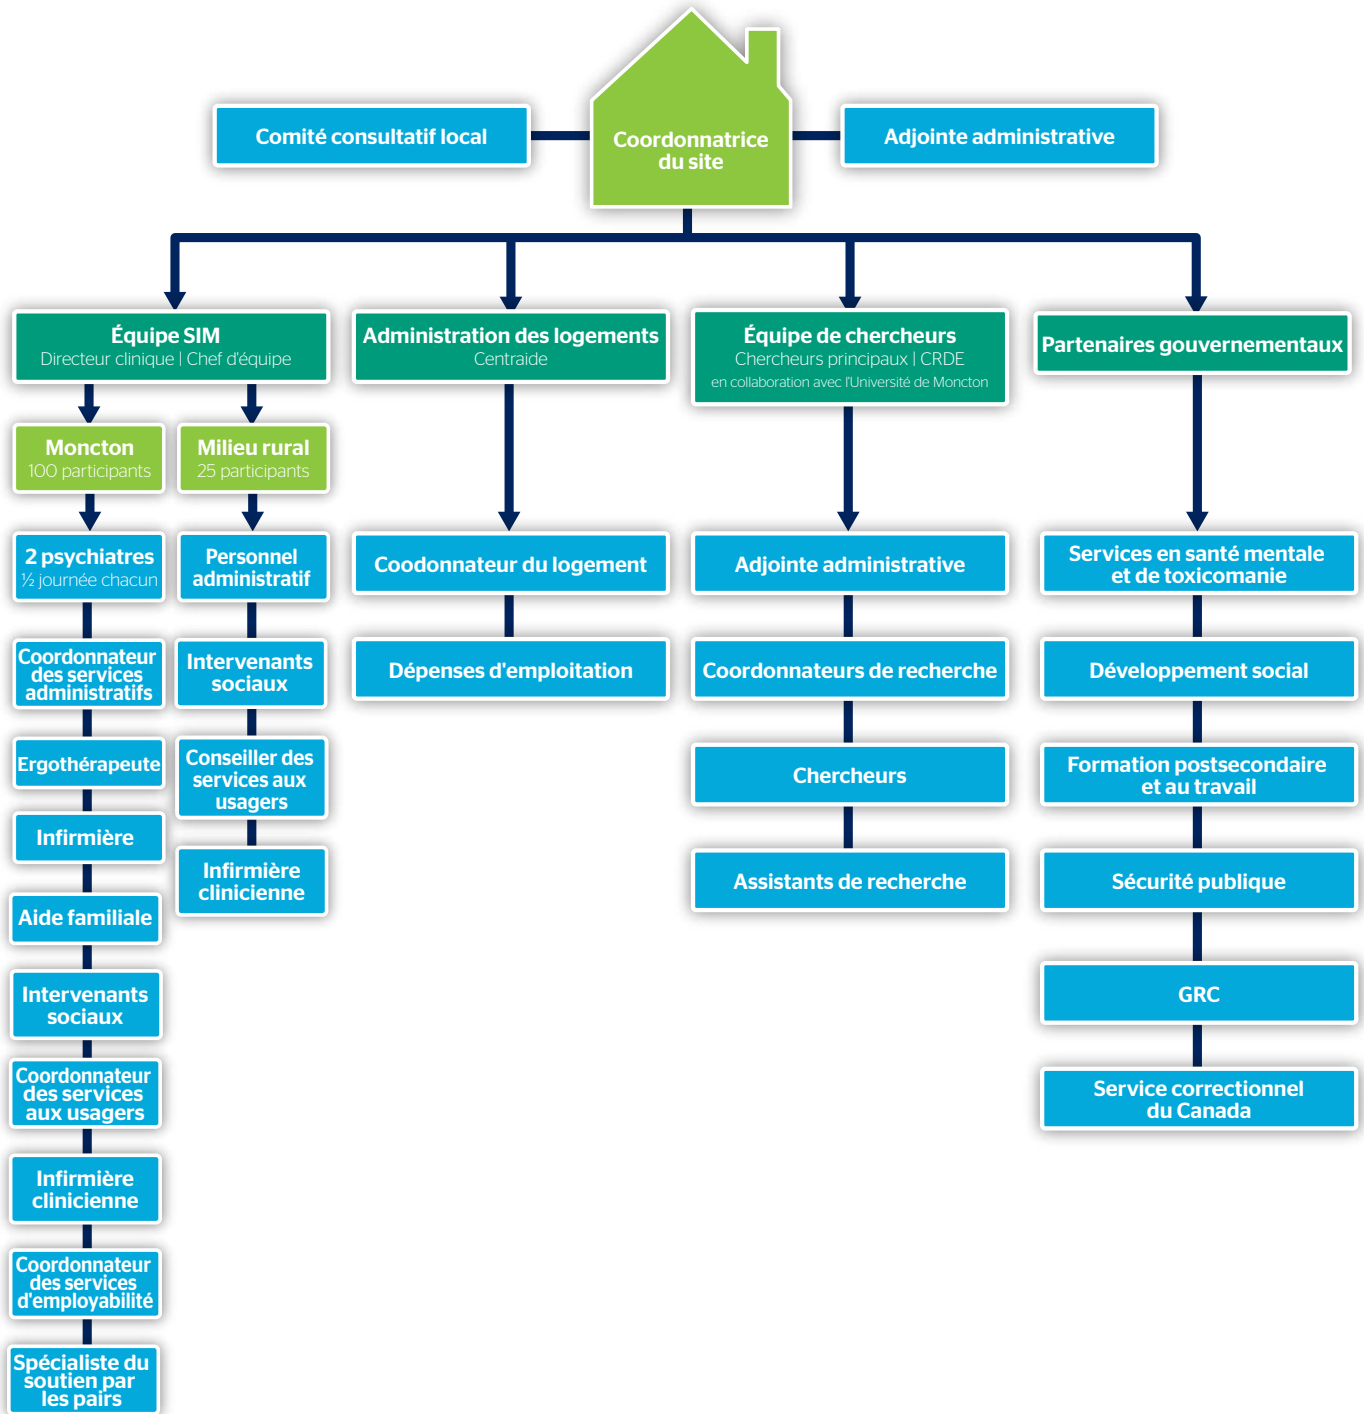 Comité consultatif local
Coordonnatrice
du site
Adjointe administrative
Équipe SIM
Directeur clinique | Chef d'équipe
Administration des logements
Centraide
Équipe de chercheurs
Chercheurs principaux | CRDE
en collaboration avec l'Université de Moncton
Partenaires gouvernementaux
Moncton
100 participants
Milieu rural
25 participants
2 psychiatres
½ journée chacun
Coordonnateur
des services
administratifs
Ergothérapeute
Infirmière
Aide familiale
Intervenants
sociaux
Coordonnateur
des services
aux usagers
Infirmière
clinicienne
Coordonnateur
des services
d'employabilité
Spécialiste du
soutien par
les pairs
Personnel
administratif
Intervenants
sociaux
Conseiller des
services aux
usagers
Infirmière
clinicienne
Coodonnateur du logement
Dépenses d'emploitation
Adjointe administrative
Coordonnateurs de recherche
Chercheurs
Assistants de recherche
Services en santé mentale
et de toxicomanie
Développement social
Formation postsecondaire
et au travail
Sécurité publique
GRC
Service correctionnel
du Canada